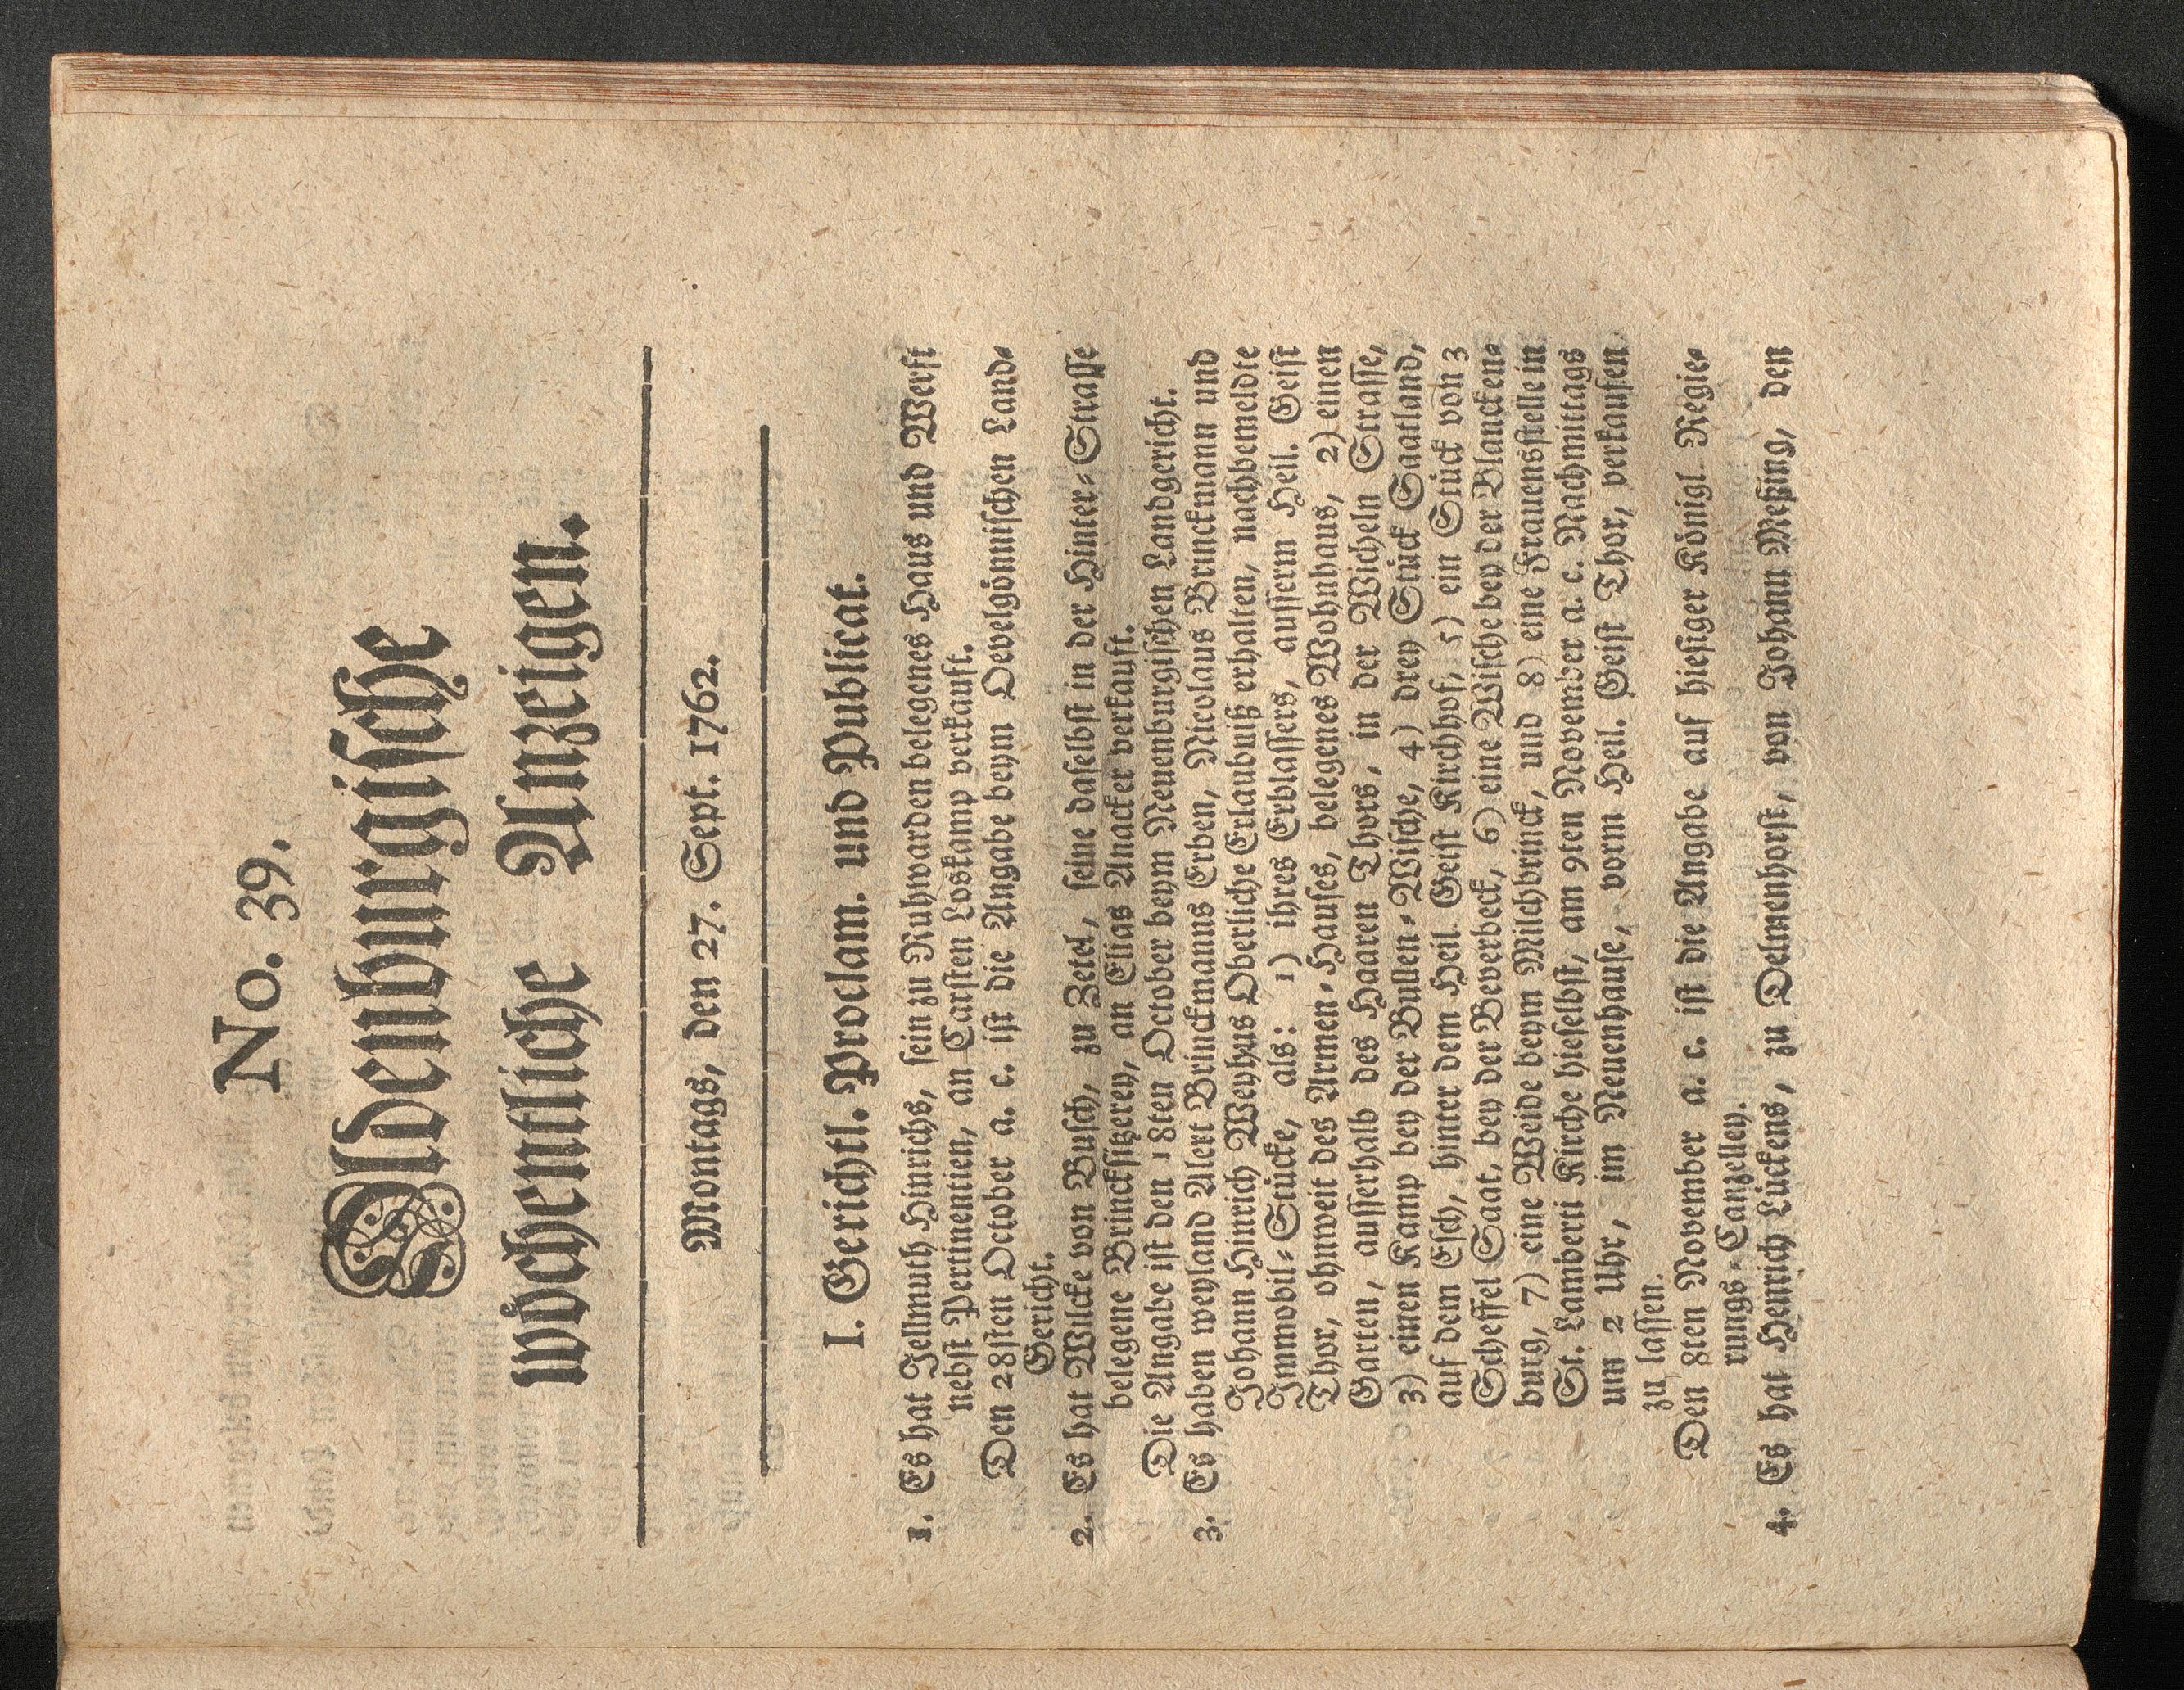 No. 39.
Oldenburgische
wöchentliche Anzeigen.
Montags, den 27. Sept. 1762.
I. Gerichtl. Proclam. und Publicat.
1. Es hat Jellmuth Hinrichs, sein zu Ruhwarden belegenes Haus und Werft
nebst Pertinentien, an Carsten Loskamp verkauft.
Den 28sten October a. c. ist die Angabe beym Oevelgönnischen Land-
Gericht.
2. Es hat Wilcke von Busch, zu Zetel, seine daselbst in der Hinter-Strasse
belegene Brincksitzerey, an Elias Anacker verkauft.
Die Angabe ist den 18ten October beym Neuenburgischen Landgericht.
3. Es haben weyland Alert Brinckmanns Erben, Nicolaus Brinckmann und
Johann Hinrich Weyhus Oberliche Erlaubniß erhalten, nachbemeldte
Immobil-Stücke, als: 1) ihres Erblassers, aussern Heil. Geist
Thor, ohnweit des Armen-Hauses, belegenes Wohnhaus, 2) einen
Garten, ausserhalb des Haaren Thors, in der Wicheln Strasse,
3) einen Kamp bey der Bullen-Wische, 4) drey Stück Saatland,
auf dem Esch, hinter dem Heil. Geist Kirchhof, 5) ein Stück von 3
Scheffel Saat, bey der Beverbeck, 6) eine Wische bey der Blancken-
burg, 7) eine Weide beym Milchbrinck, und 8) eine Frauensstelle in
St. Lamberti Kirche hieselbst, am 9ten November a. c. Nachmittags
um 2 Uhr, im Neuenhause, vorm Heil. Geist Thor, verkaufen
zu lassen.
Den 8ten November a. c. ist die Angabe auf hiesiger Königl. Regie-
rungs-Canzelley.
4. Es hat Henrich Lückens, zu Delmenhorst, von Johann Meßing, den